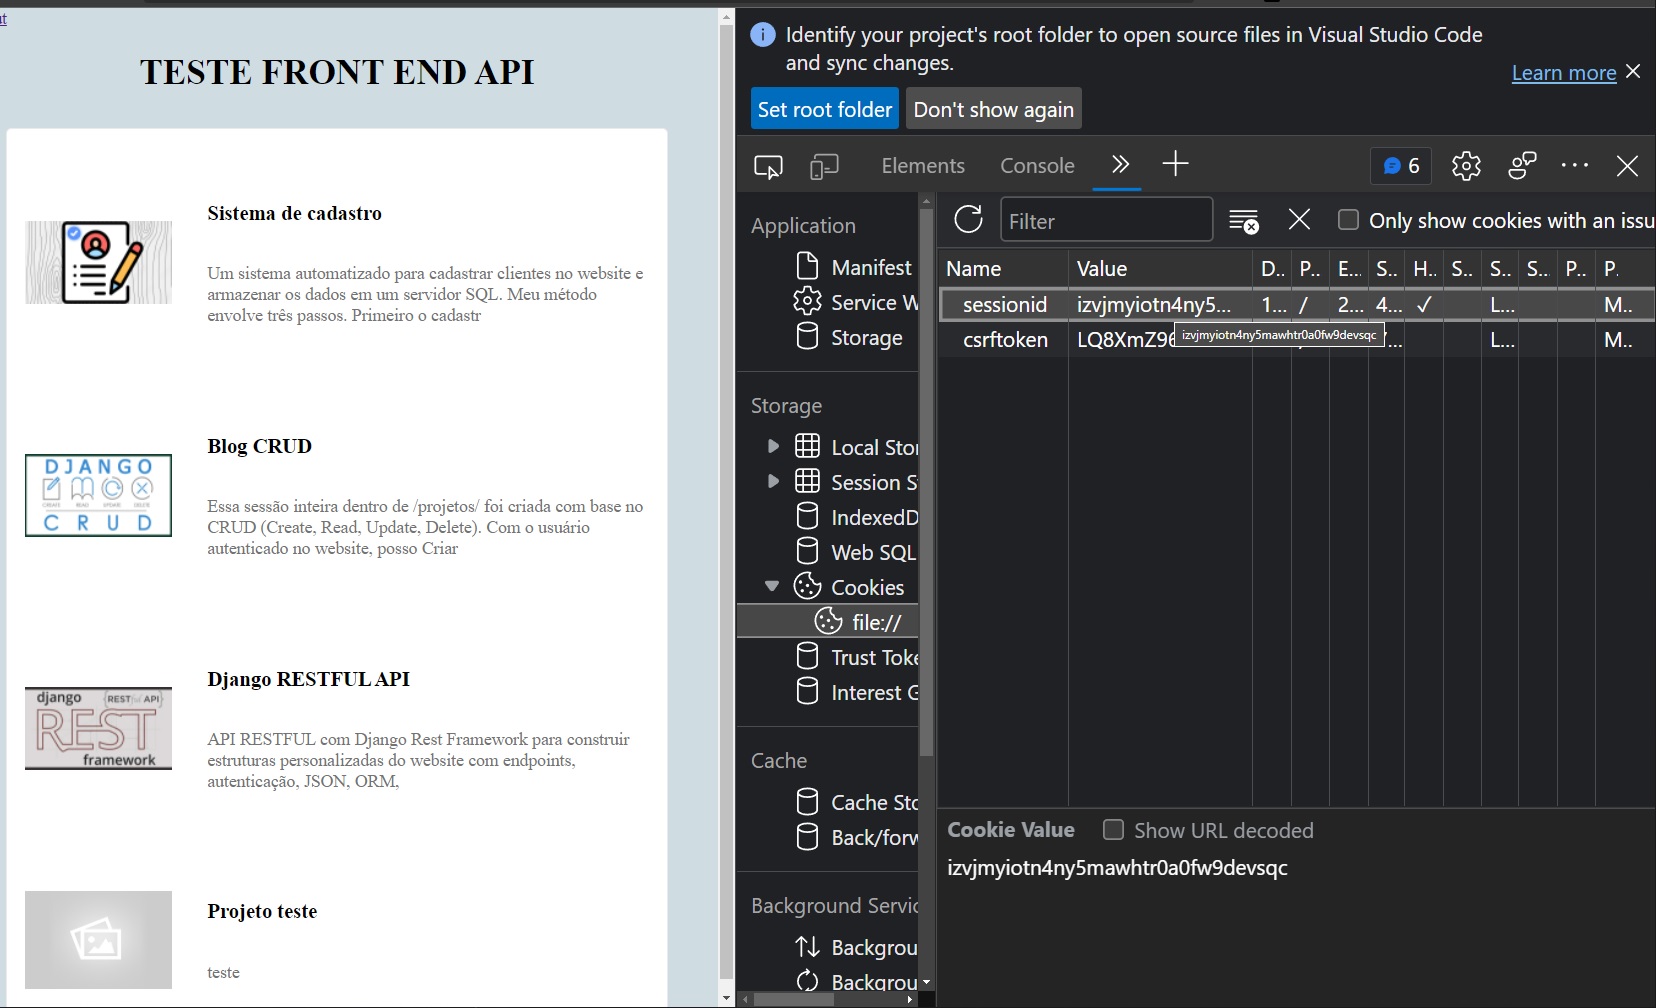 ut
TESTE FRONT END API
Sistema de cadastro
Um sistema automatizado para cadastrar clientes no website e
armazenar os dados em um servidor SQL. Meu método
envolve três passos. Primeiro o cadastr
DJANGO
CREATE READ UPDATE DELETE
CRUD
Blog CRUD
Essa sessão inteira dentro de /projetos/ foi criada com base no
CRUD (Create, Read, Update, Delete). Com o usuário
autenticado no website, posso Criar
django
{REST ful API}
REST
framework
Django RESTFUL API
API RESTFUL com Django Rest Framework para construir
estruturas personalizadas do website com endpoints,
autenticação, JSON, ORM,
Projeto teste
teste
Identify your project's root folder to open source files in Visual Studio Code
and sync changes.
Learn more
Set root folder
Don't show again
Elements
Console
6
Application
Manifest
Service W
Storage
Storage
Local Stor
Session S
IndexedD
Web SQL
Cookies
file://
Trust Toke
Interest G
Cache
Cache Sto
Back/forw
Background Servic
Backgrou
Backgrou
Filter
Only show cookies with an issu
Name Value D.. P.. E... S.. H.. S.. S.. S.. P.. P.
sessionid izvjmyiotn4ny5... 1... / 2... 4... ✓ L... M..
csrftoken LQ8XmZ96 7... L... M..
izvjmyiotn4ny5mawhtr0a0fw9devsqc
Cookie Value
Show URL decoded
izvjmyiotn4ny5mawhtr0a0fw9devsqc